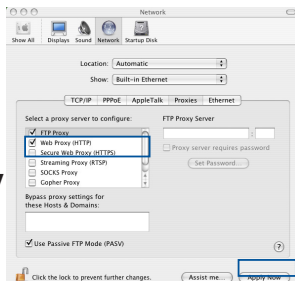 Network
Show All Displays Sound Network Startup Disk
Location: Automatic
Show: Built-in Ethernet
TCP/IP PPPoE AppleTalk Proxies Ethernet
Select a proxy server to configure:
FTP Proxy Server
FTP Proxy
:
Web Proxy (HTTP)
Secure Web Proxy (HTTPS)
Proxy server requires password
Streaming Proxy (RTSP)
Set Password...
SOCKS Proxy
Gopher Proxy
Bypass proxy settings for
these Hosts & Domains:
Use Passive FTP Mode (PASV)
?
Click the lock to prevent further changes.
Assist me...
Apply Now